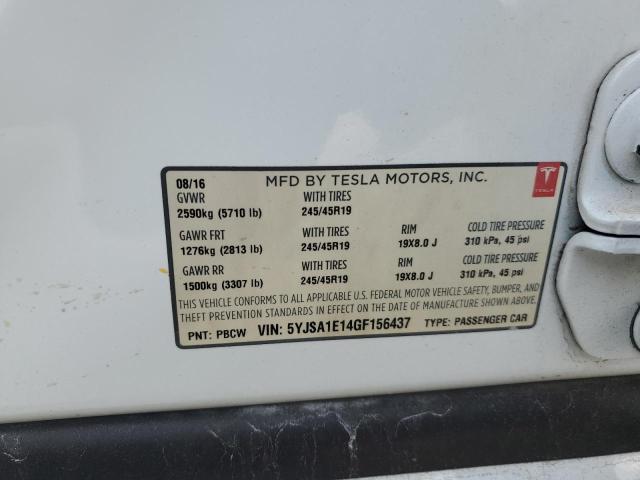 08/16 MFD BY TESLA MOTORS, INC.
GVWR WITH TIRES
2590kg (5710 lb) 245/45R19
GAWR FRT WITH TIRES RIM COLD TIRE PRESSURE
1276kg (2813 lb) 245/45R19 19X8.0 J 310 kPa, 45 psi
GAWR RR WITH TIRES RIM COLD TIRE PRESSURE
1500kg (3307 lb) 245/45R19 19X8.0 J 310 kPa, 45 psi
THIS VEHICLE CONFORMS TO ALL APPLICABLE U.S. FEDERAL MOTOR VEHICLE SAFETY, BUMPER, AND
THEFT PREVENTION STANDARDS IN EFFECT ON THE DATE OF MANUFACTURE SHOWN ABOVE.
PNT: PBCW VIN: 5YJSA1E14GF156437 TYPE: PASSENGER CAR
TESLA